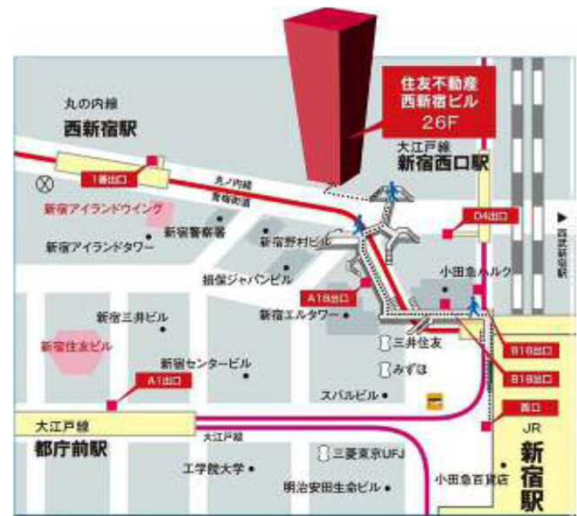 住友不動産
西新宿ビル
26F
丸の内線
西新宿駅
大江戸線
新宿西口駅
1番出口
丸ノ内線
青梅街道
D4出口
新宿アイランドウイング
新宿警察署
西武新宿駅
新宿アイランドタワー
新宿野村ビル
小田急ハルク
損保ジャパンビル
A18出口
新宿三井ビル
新宿エルタワー
三井住友
B16出口
新宿住友ビル
新宿センタービル
みずほ
B18出口
A1出口
スバルビル
西口
大江戸線
都庁前駅
大江戸線
JR
新宿駅
工学院大学
三菱東京UFJ
小田急百貨店
明治安田生命ビル